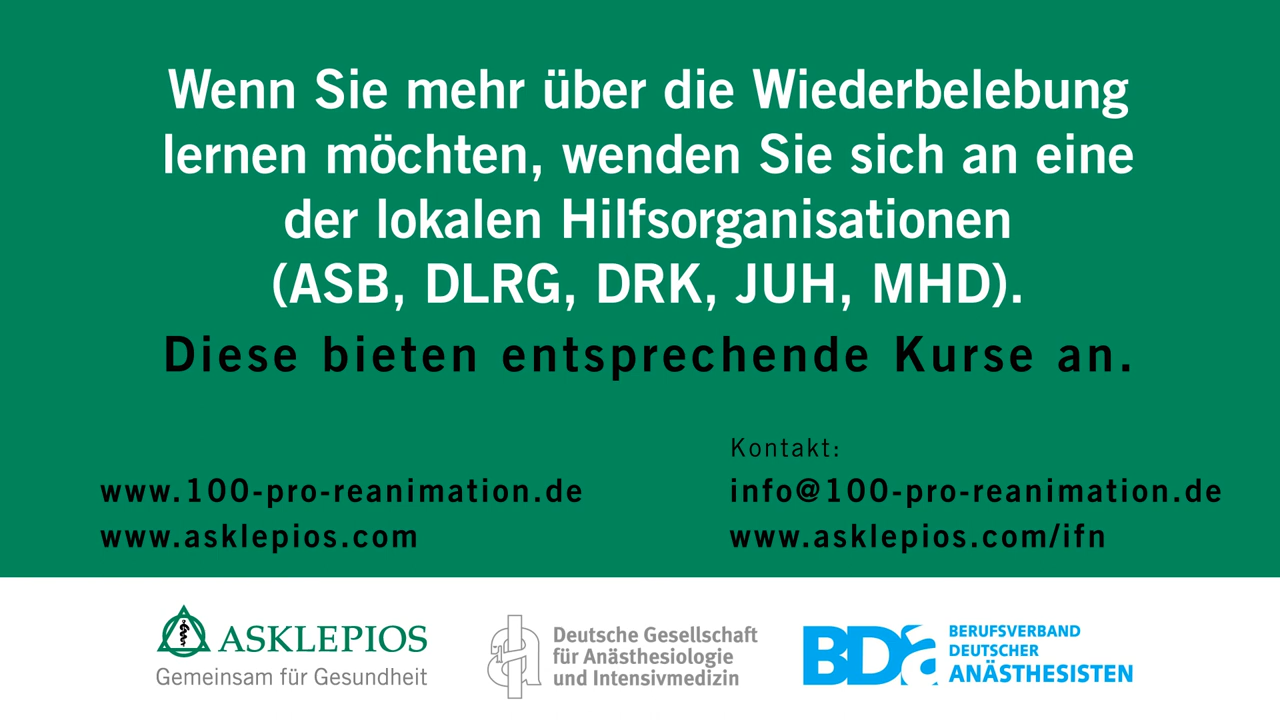 Wenn Sie mehr über die Wiederbelebung
lernen möchten, wenden Sie sich an eine
der lokalen Hilfsorganisationen
(ASB, DLRG, DRK, JUH, MHD).
Diese bieten entsprechende Kurse an.
www.100-pro-reanimation.de
www.asklepios.com
Kontakt:
info@100-pro-reanimation.de
www.asklepios.com/ifn
ASKLEPIOS
Gemeinsam für Gesundheit
Deutsche Gesellschaft
für Anästhesiologie
und Intensivmedizin
BDa
BERUFSVERBAND
DEUTSCHER
ANÄSTHESISTEN